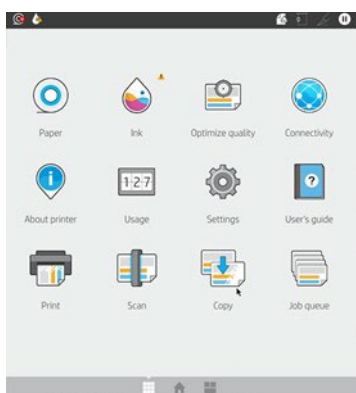 Paper Ink Optimize quality Connectivity
127
About printer Usage Settings User's guide
Print Scan Copy Job queue